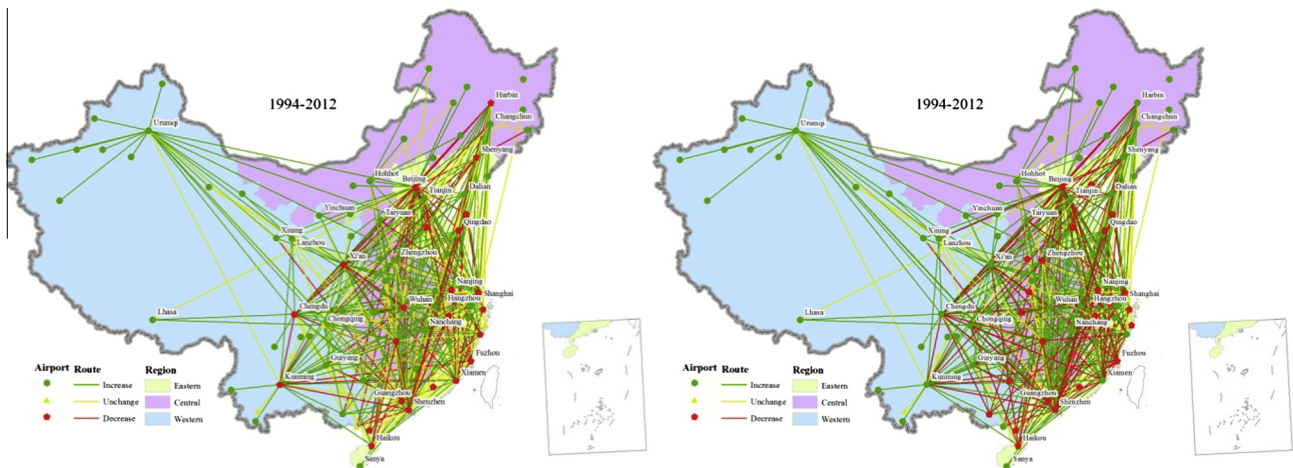 1994-2012
Harbin
Changchun
Urumqi
Shenyang
Hohhot
Beijing
Tianjin
Dalian
Yinchuan
Taiyuan
Qingdao
Xining
Lanzhou
Xi'an
Zhengzhou
Nanjing
Shanghai
Hangzhou
Chengdu
Wuhan
Lhasa
Chongqing
Nanchang
Guiyang
Fuzhou
Kunming
Xiamen
Guangzhou
Shenzhen
Haikou
Sanya
Airport Route Region
Increase Eastern
Unchange Central
Decrease Western
1994-2012
Harbin
Changchun
Urumqi
Shenyang
Hohhot
Beijing
Tianjin
Dalian
Yinchuan
Taiyuan
Qingdao
Xining
Lanzhou
Xi'an
Zhengzhou
Nanjing
Shanghai
Hangzhou
Chengdu
Wuhan
Lhasa
Chongqing
Nanchang
Guiyang
Fuzhou
Kunming
Xiamen
Guangzhou
Shenzhen
Haikou
Sanya
Airport Route Region
Increase Eastern
Unchange Central
Decrease Western